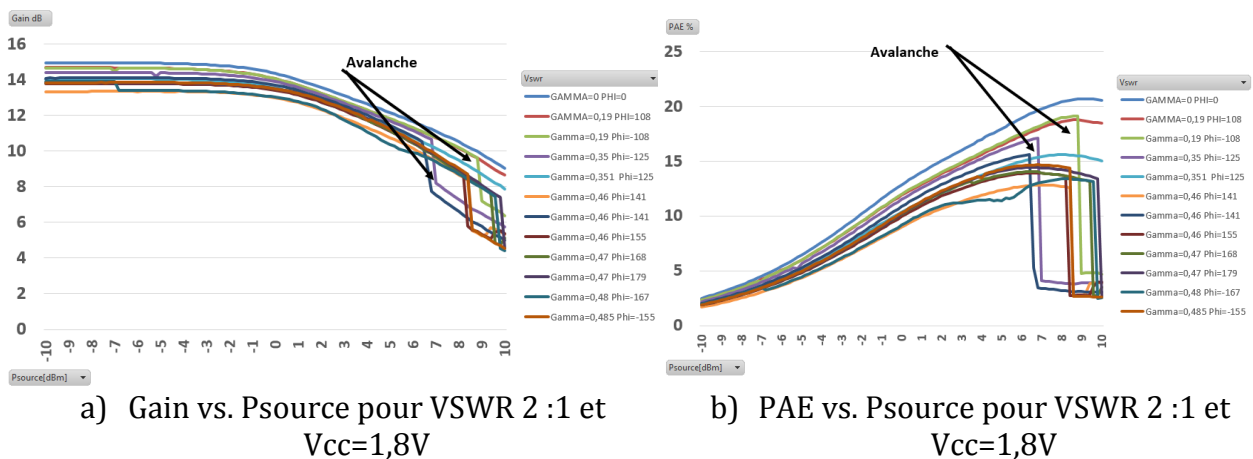 Gain dB
16
14
12
10
8
6
4
2
0
-10
-9
-8
-7
-6
-5
-4
-3
-2
-1
0
1
2
3
4
5
6
7
8
9
10
Avalanche
Psource[dBm]
Vswr
GAMMA=0 PHI=0
GAMMA=0,19 PHI=108
Gamma=0,19 Phi=-108
Gamma=0,35 Phi=-125
Gamma=0,351 Phi=125
Gamma=0,46 Phi=141
Gamma=0,46 Phi=-141
Gamma=0,46 Phi=155
Gamma=0,47 Phi=168
Gamma=0,47 Phi=179
Gamma=0,48 Phi=-167
Gamma=0,485 Phi=-155
a) Gain vs. Psource pour VSWR 2 :1 et
Vcc=1,8V
PAE %
25
20
15
10
5
0
-10
-9
-8
-7
-6
-5
-4
-3
-2
-1
0
1
2
3
4
5
6
7
8
9
10
Avalanche
Psource[dBm]
Vswr
GAMMA=0 PHI=0
GAMMA=0,19 PHI=108
Gamma=0,19 Phi=-108
Gamma=0,35 Phi=-125
Gamma=0,351 Phi=125
Gamma=0,46 Phi=141
Gamma=0,46 Phi=-141
Gamma=0,46 Phi=155
Gamma=0,47 Phi=168
Gamma=0,47 Phi=179
Gamma=0,48 Phi=-167
Gamma=0,485 Phi=-155
b) PAE vs. Psource pour VSWR 2 :1 et
Vcc=1,8V